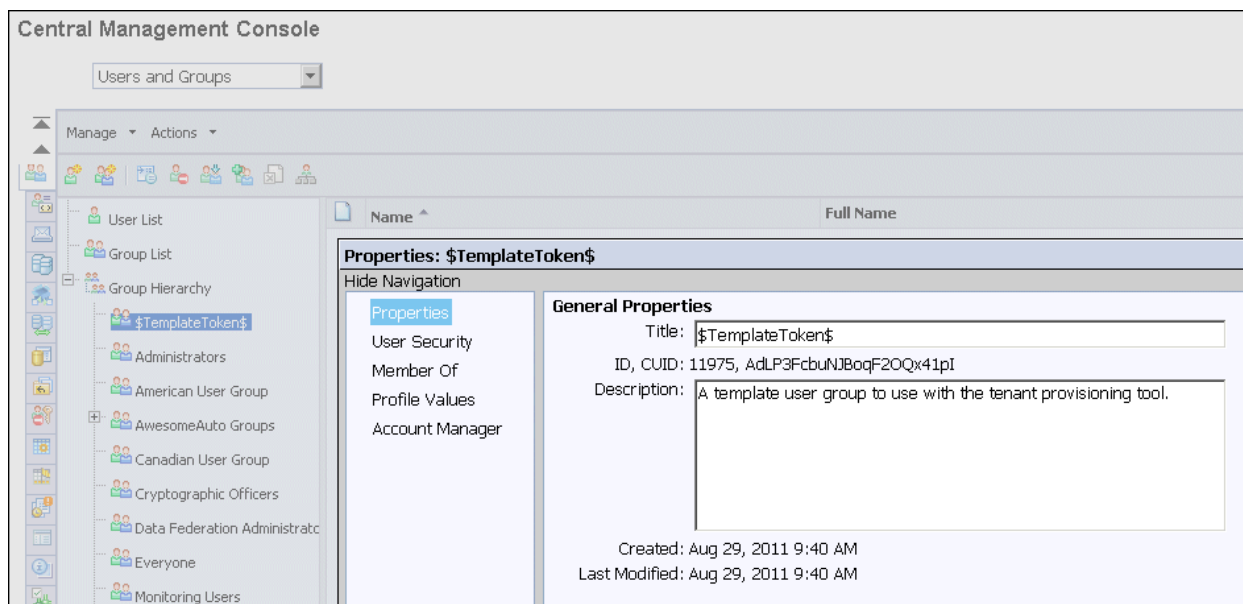 Central Management Console
Users and Groups
Manage Actions
User List
Group List
Group Hierarchy
$TemplateToken$
Administrators
American User Group
AwesomeAuto Groups
Canadian User Group
Cryptographic Officers
Data Federation Administratc
Everyone
Monitoring Users
Name Full Name
Properties: $TemplateToken$
Hide Navigation
Properties
User Security
Member Of
Profile Values
Account Manager
General Properties
Title: $TemplateToken$
ID, CUID: 11975, AdLP3FcbuNJBoqF2OQx41pI
Description: A template user group to use with the tenant provisioning tool.
Created: Aug 29, 2011 9:40 AM
Last Modified: Aug 29, 2011 9:40 AM